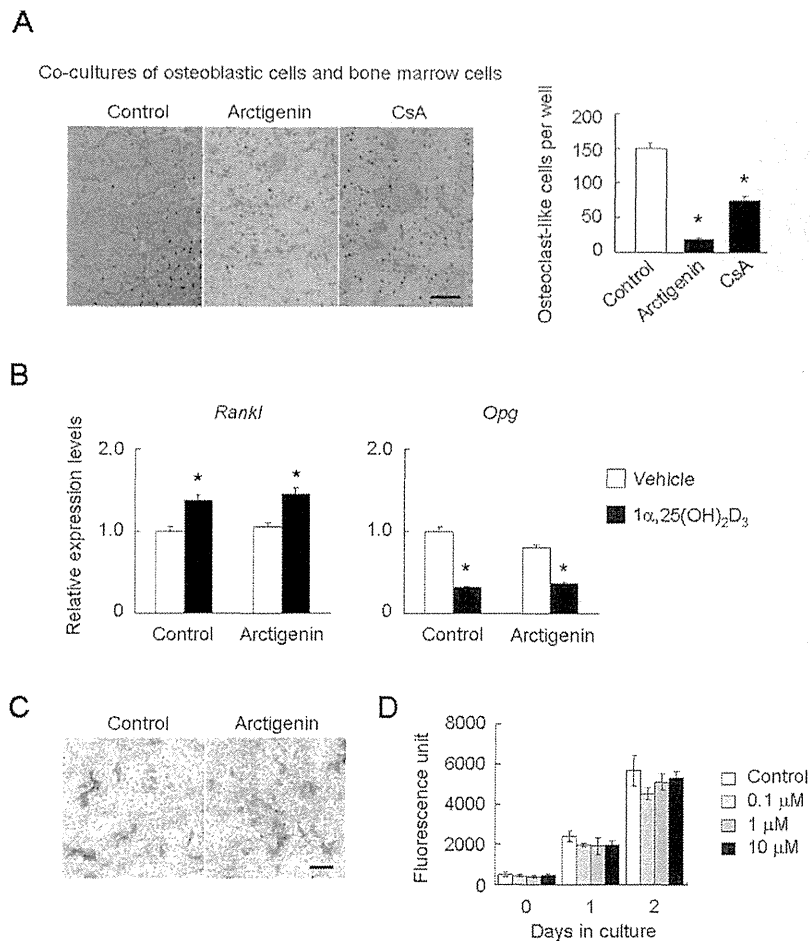 A
Co-cultures of osteoblastic cells and bone marrow cells
Control Arctigenin CsA
Osteoclast-like cells per well
200
150
100
50
0
*
*
Control
Arctigenin
CsA
B
Rankl
Opg
Relative expression levels
2.0
1.0
0
*
*
Control Arctigenin
2.0
1.0
0
*
*
Control Arctigenin
Vehicle
1α,25(OH)₂D₃
C
Control Arctigenin
D
Fluorescence unit
8000
6000
4000
2000
0
0 1 2
Days in culture
Control
0.1 μM
1 μM
10 μM